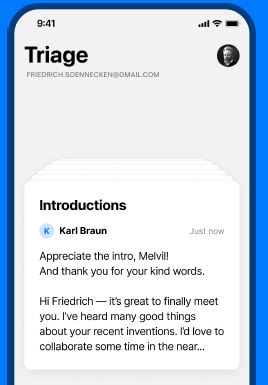 9:41
Triage
FRIEDRICH.SOENNECKEN@GMAIL.COM
Introductions
K Karl Braun Just now
Appreciate the intro, Melvil!
And thank you for your kind words.
Hi Friedrich — it's great to finally meet
you. I've heard many good things
about your recent inventions. I'd love to
collaborate some time in the near...